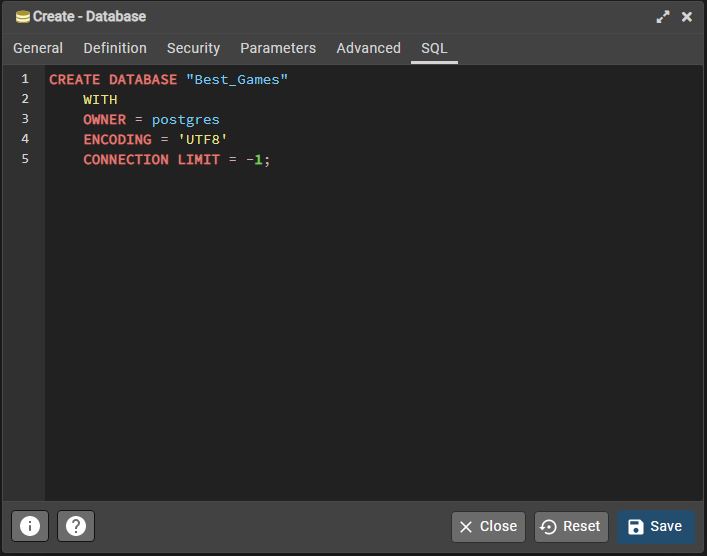 Create - Database
General Definition Security Parameters Advanced SQL
1 CREATE DATABASE "Best_Games"
2 WITH
3 OWNER = postgres
4 ENCODING = 'UTF8'
5 CONNECTION LIMIT = -1;
Close Reset Save